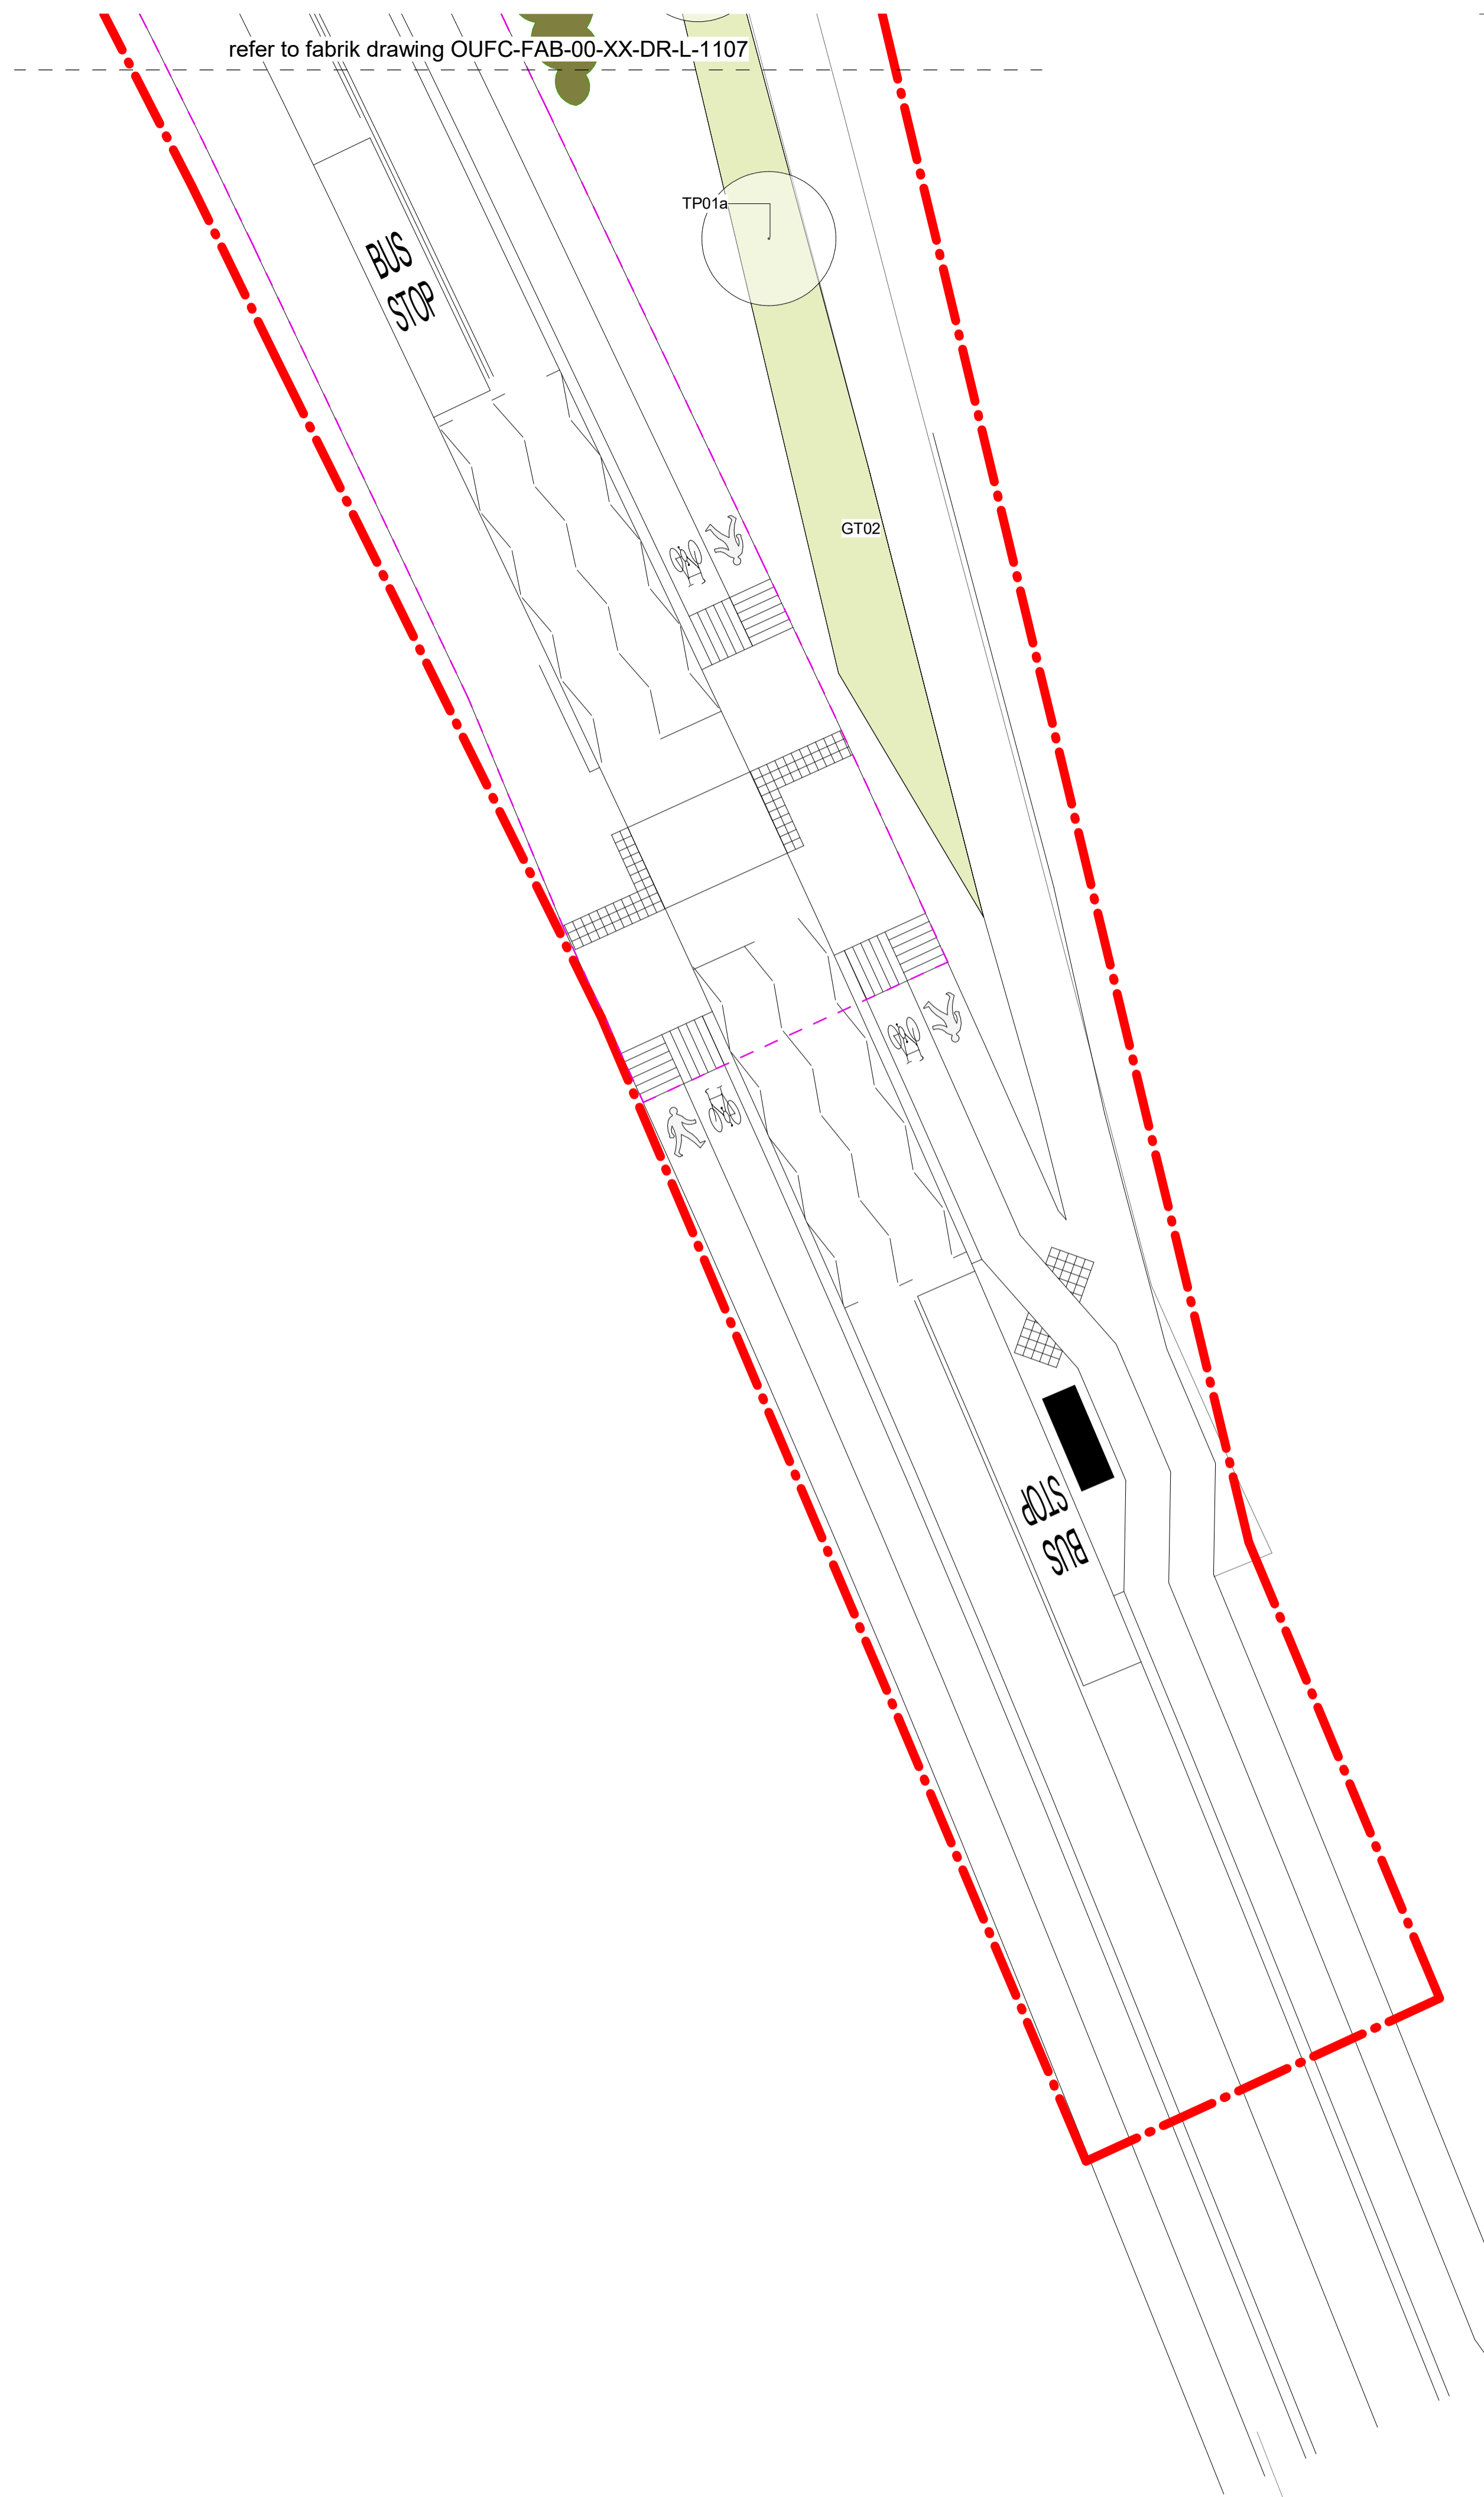 refer to fabrik drawing OUFC-FAB-00-XX-DR-L-1107
TP01a
BUS
STOP
GT02
BUS
STOP